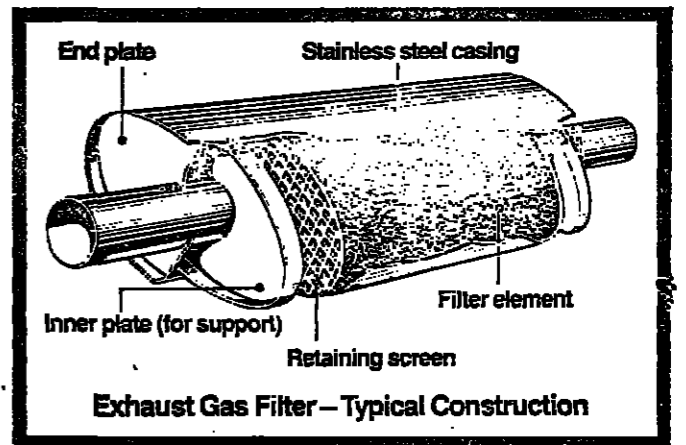 End plate
Stainless steel casing
Filter element
Inner plate (for support)
Retaining screen
Exhaust Gas Filter – Typical Construction